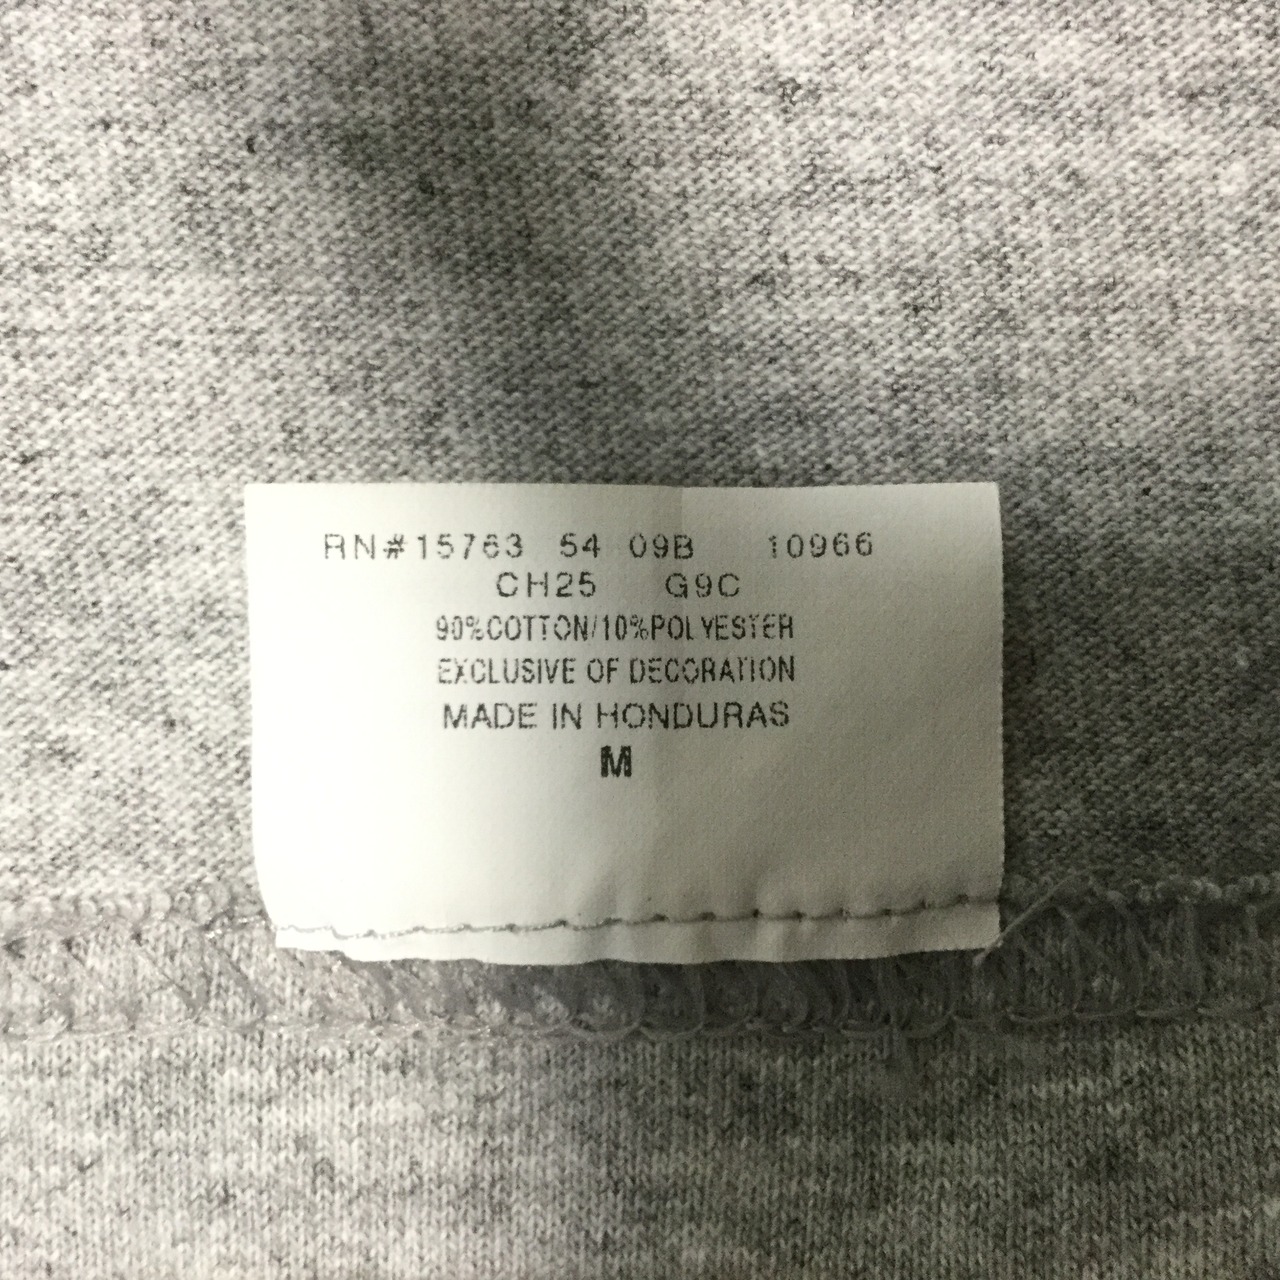 RN#15763 54 09B 10966
CH25 G9C
90%COTTON/10%POLYESTER
EXCLUSIVE OF DECORATION
MADE IN HONDURAS
M